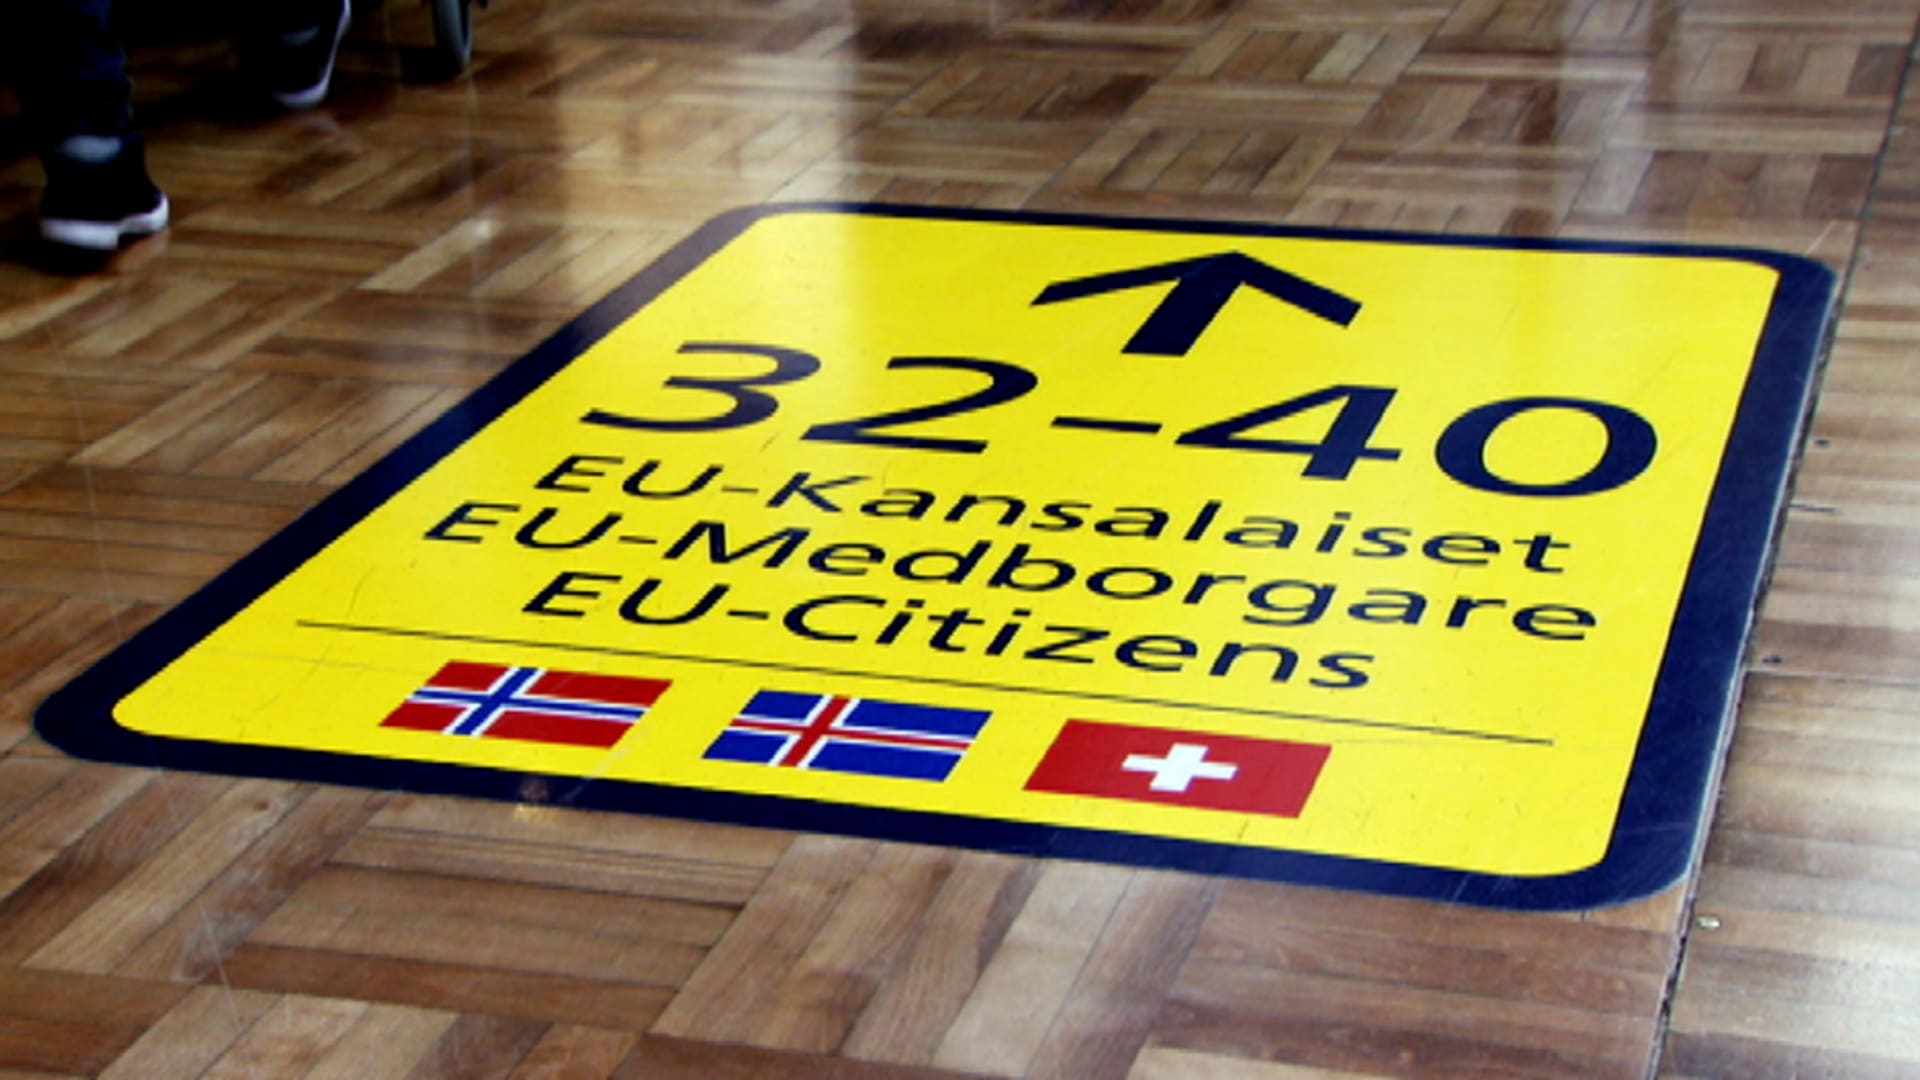 32-40
EU-Kansalaiset
EU-Medborgare
EU-Citizens